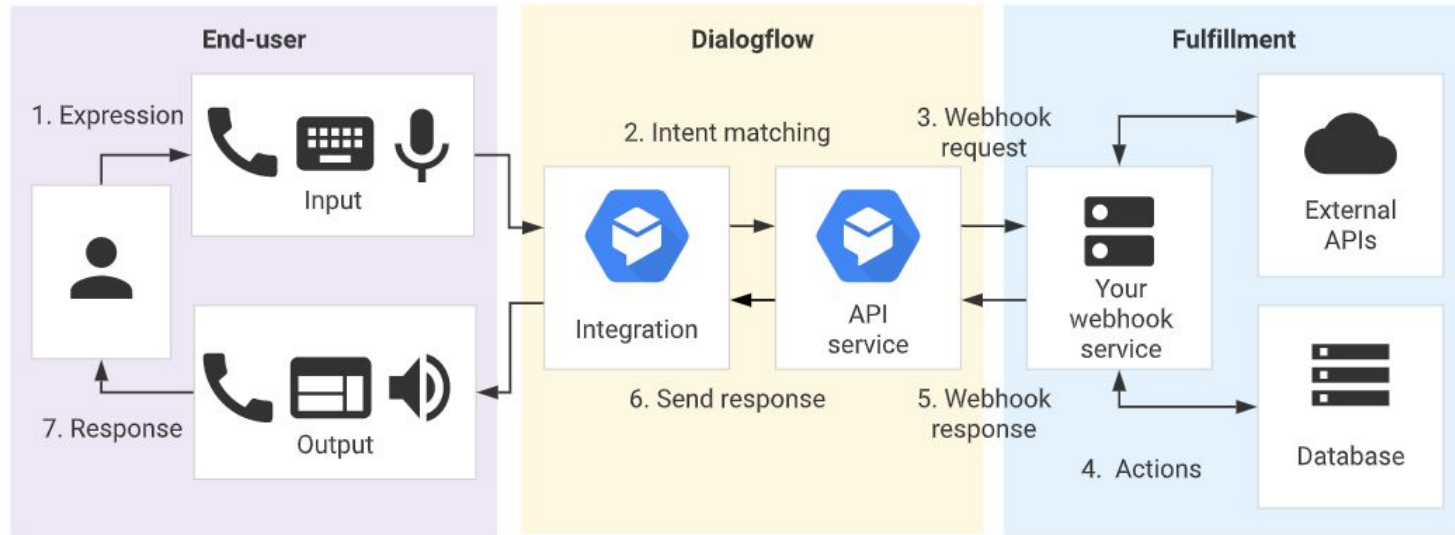 End-user
Dialogflow
Fulfillment
1. Expression
Input
2. Intent matching
3. Webhook
request
External
APIs
Integration
API
service
Your
webhook
service
7. Response
Output
6. Send response
5. Webhook
response
4. Actions
Database